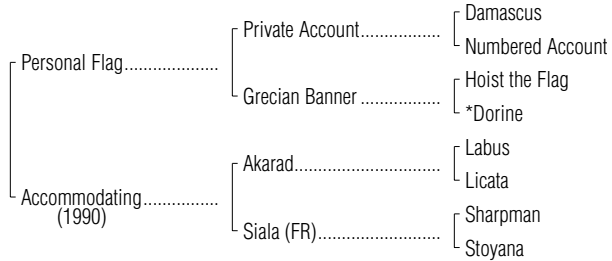 Damascus
Private Account..................
Numbered Account
Personal Flag.....................
Hoist the Flag
Grecian Banner ..................
*Dorine
Labus
Akarad.................................
Licata
Accommodating.................
(1990)
Sharpman
Siala (FR)............................
Stoyana